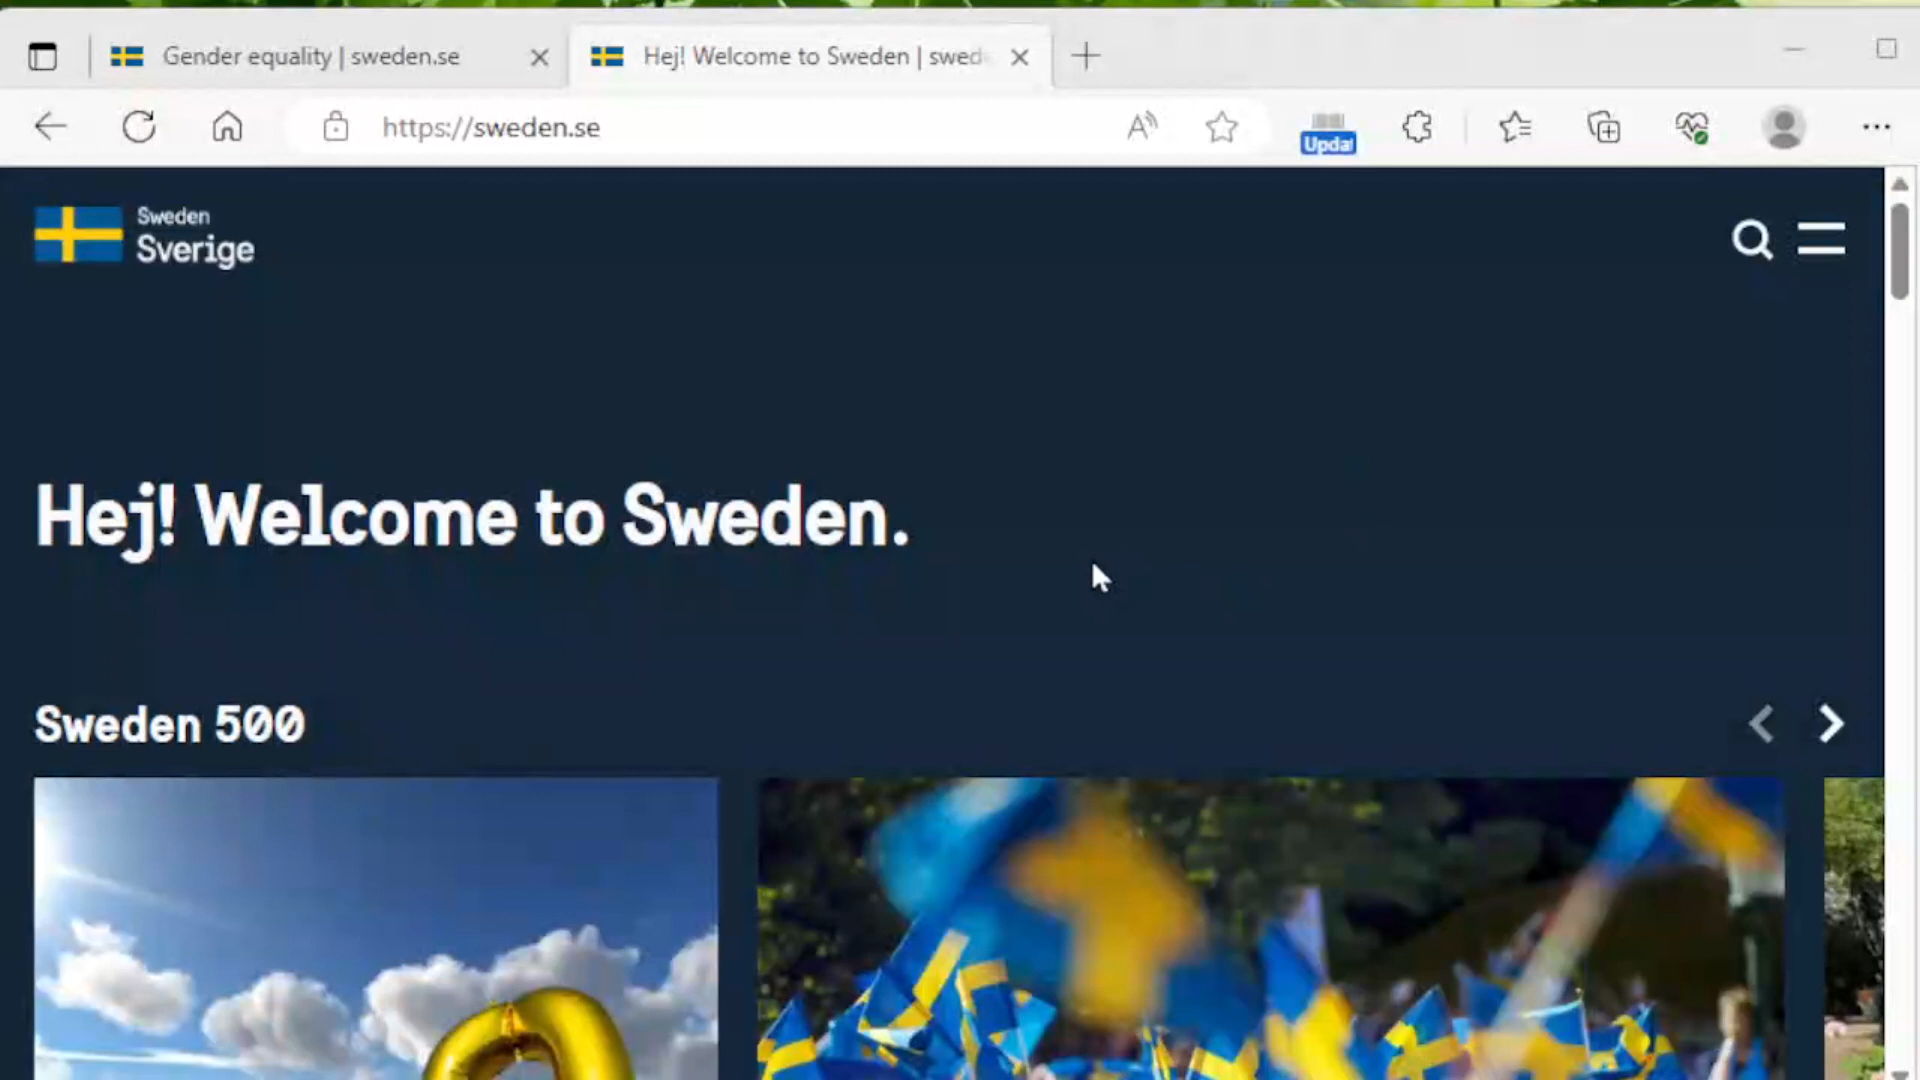 Gender equality | sweden.se
Hej! Welcome to Sweden | swed
https://sweden.se
A
Upda
Sweden
Sverige
Hej! Welcome to Sweden.
Sweden 500